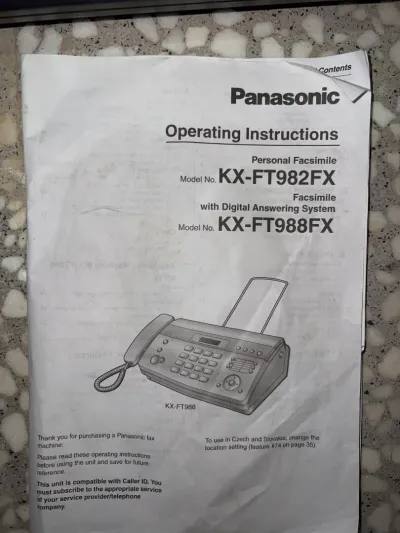 Contents
Panasonic
Operating Instructions
Personal Facsimile
Model No. KX-FT982FX
Facsimile
with Digital Answering System
Model No. KX-FT988FX
KX-FT988
Thank you for purchasing a Panasonic fax
machine.
Please read these operating instructions
before using the unit and save for future
reference.
This unit is compatible with Caller ID. You
must subscribe to the appropriate service
of your service provider/telephone
company.
To use in Czech and Slovakia, change the
location setting (feature #74 on page 35).